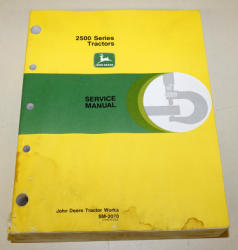 2500 Series
Tractors
JOHN DEERE
SERVICE
MANUAL
John Deere Tractor Works
SM-2070